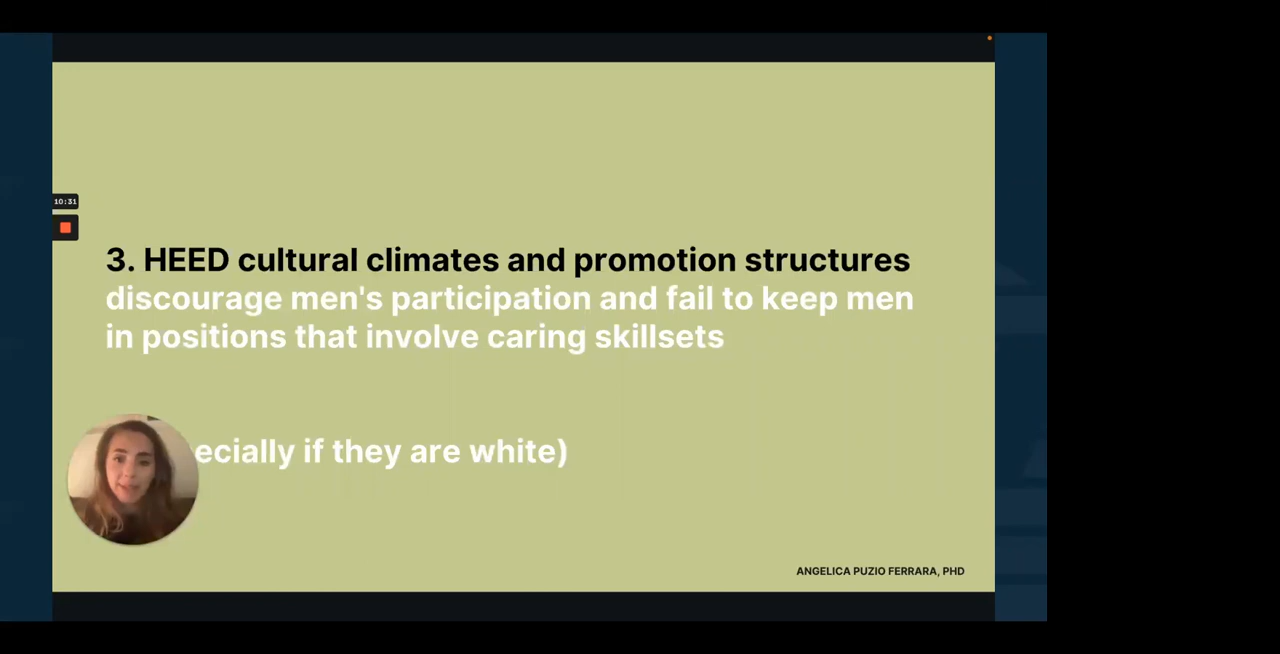 10:31
3. HEED cultural climates and promotion structures
discourage men's participation and fail to keep men
in positions that involve caring skillsets
ecially if they are white)
ANGELICA PUZIO FERRARA, PHD